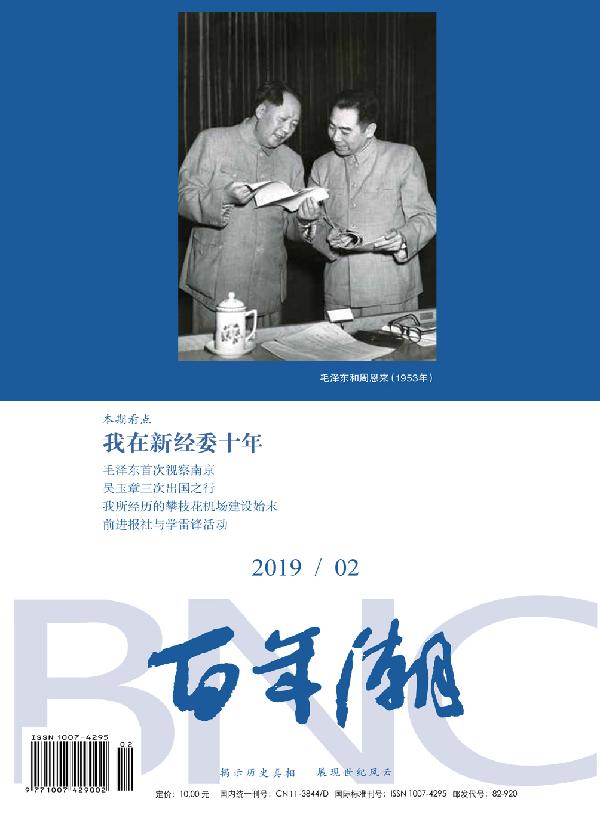 毛泽东和周恩来(1953年)
本期看点
我在新经委十年
毛泽东首次视察南京
吴玉章三次出国之行
我所经历的攀枝花机场建设始末
前进报社与学雷锋活动
2019 / 02
BNC
百年潮
ISSN 1007-4295
02
9 771007 429002
揭示历史真相 展现世纪风云
定价：10.00 元 国内统一刊号：CN11-3844/D 国际标准刊号：ISSN 1007-4295 邮发代号：82-920